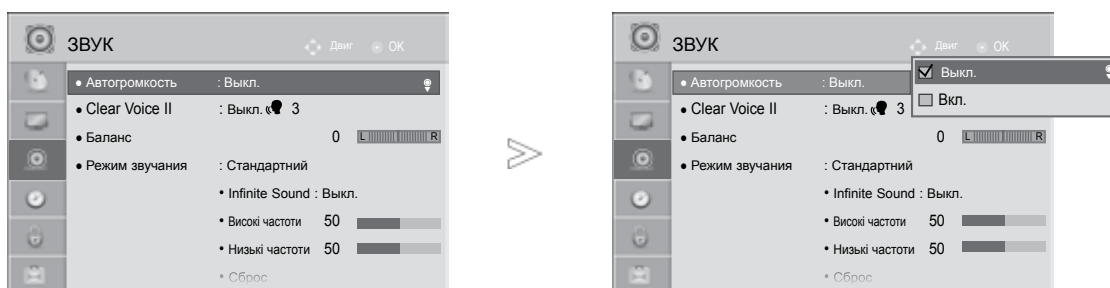 ЗВУК
Двиг OK
• Автогромкость : Выкл.
• Clear Voice II : Выкл. 3
• Баланс 0 L R
• Режим звучания : Стандартний
• Infinite Sound : Выкл.
• Високі частоти 50
• Низькі частоти 50
• Сброс
ЗВУК
Двиг OK
• Автогромкость : Выкл.
Выкл.
Вкл.
• Clear Voice II : Выкл. 3
• Баланс 0 L R
• Режим звучания : Стандартний
• Infinite Sound : Выкл.
• Високі частоти 50
• Низькі частоти 50
• Сброс